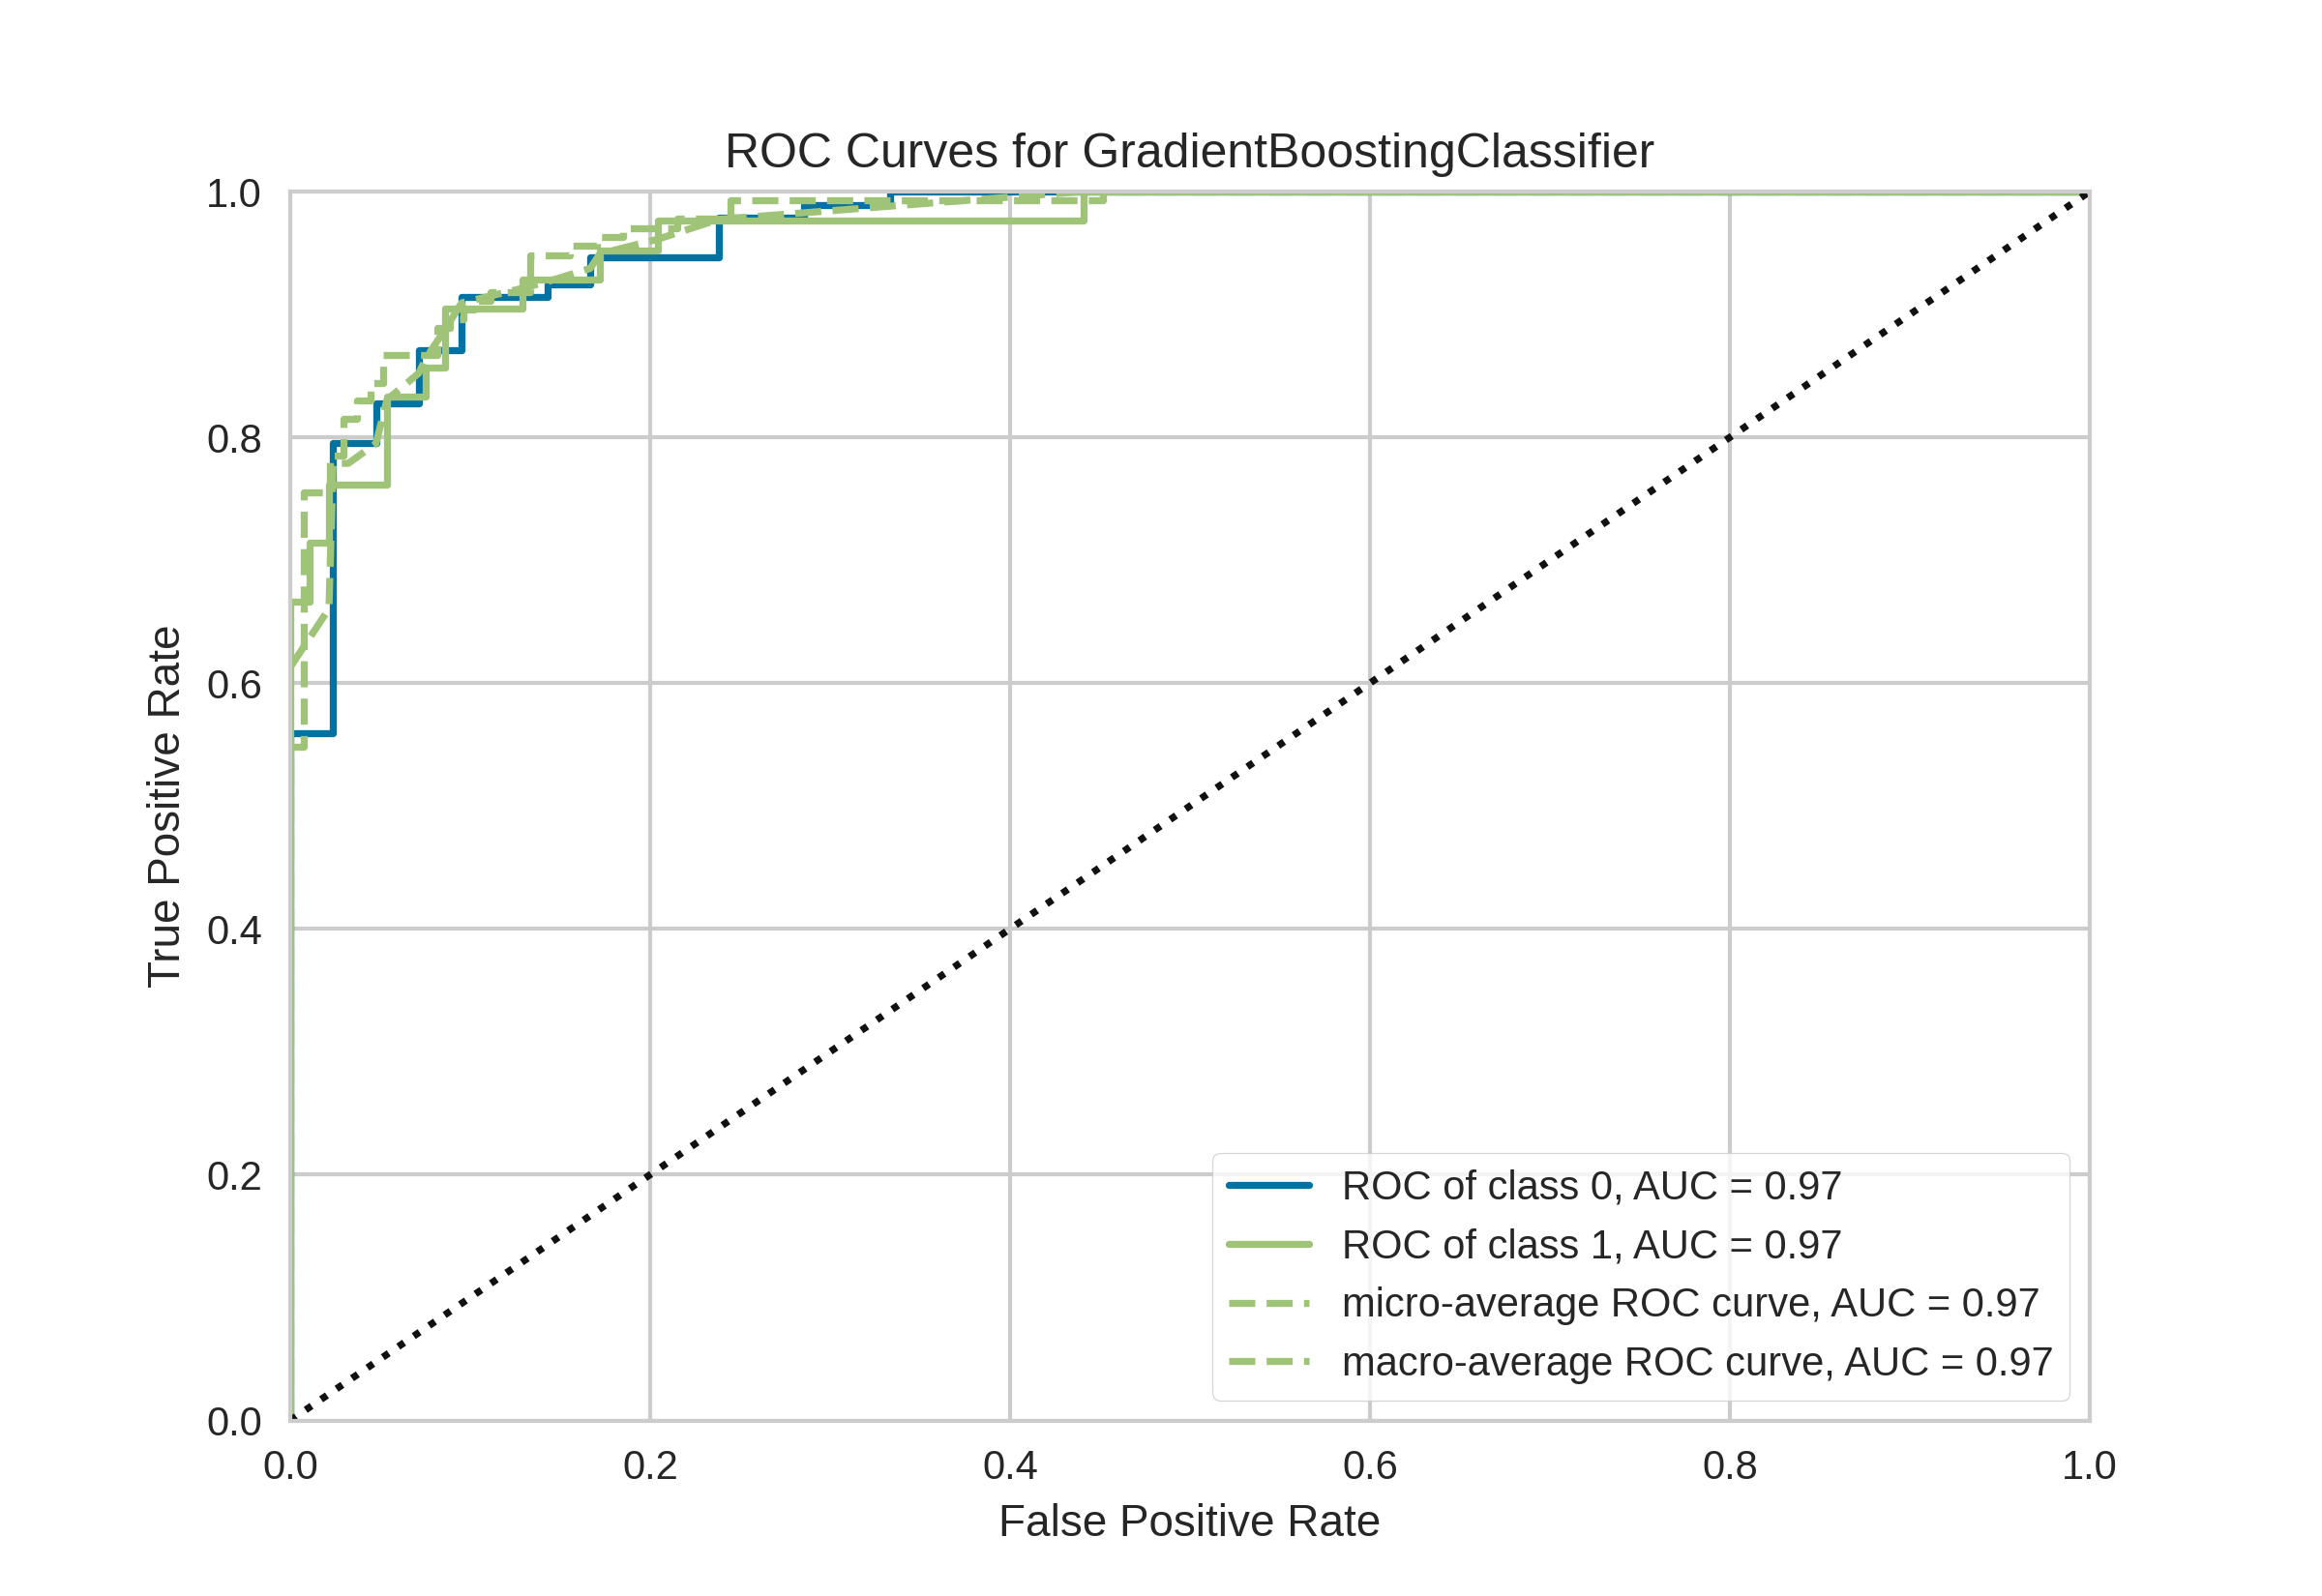 ROC Curves for GradientBoostingClassifier
1.0
0.8
0.6
0.4
0.2
0.0
True Positive Rate
0.0 0.2 0.4 0.6 0.8 1.0
False Positive Rate
ROC of class 0, AUC = 0.97
ROC of class 1, AUC = 0.97
micro-average ROC curve, AUC = 0.97
macro-average ROC curve, AUC = 0.97